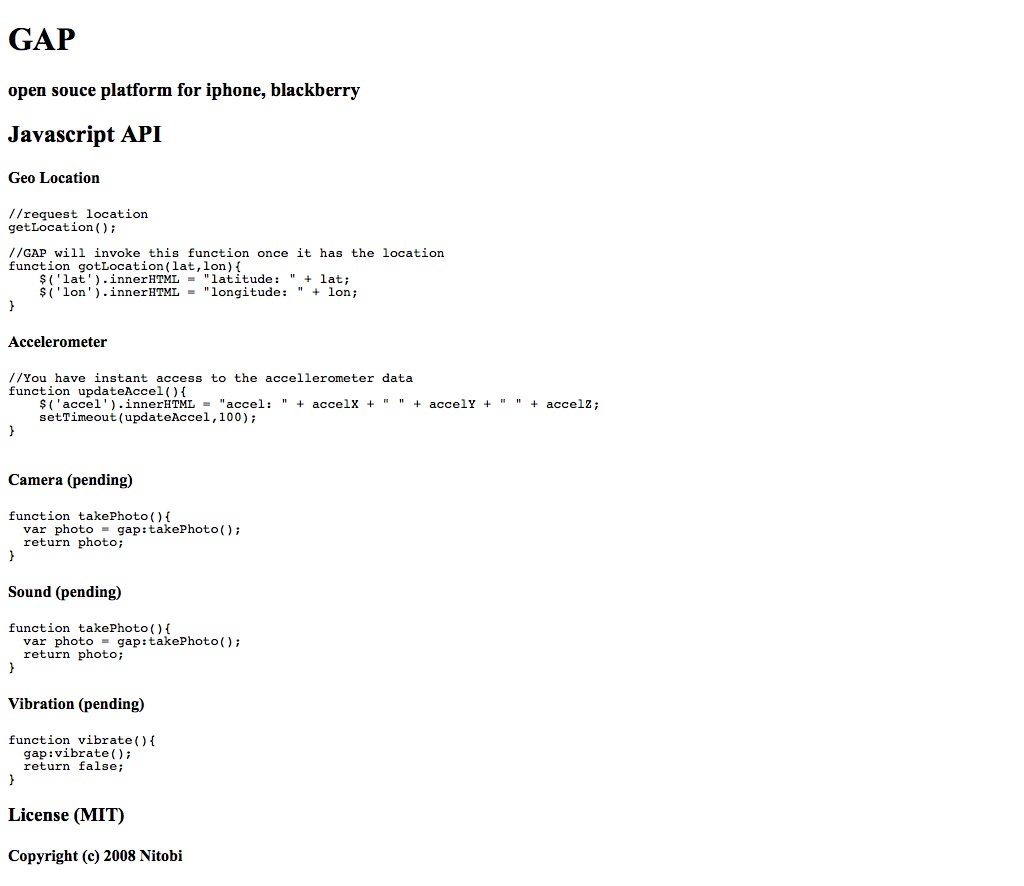 GAP
open souce platform for iphone, blackberry
Javascript API
Geo Location
//request location
getLocation();
//GAP will invoke this function once it has the location
function gotLocation(lat,lon){
    $('lat').innerHTML = "latitude: " + lat;
    $('lon').innerHTML = "longitude: " + lon;
}
Accelerometer
//You have instant access to the accellerometer data
function updateAccel(){
    $('accel').innerHTML = "accel: " + accelX + " " + accelY + " " + accelZ;
    setTimeout(updateAccel,100);
}
Camera (pending)
function takePhoto(){
  var photo = gap:takePhoto();
  return photo;
}
Sound (pending)
function takePhoto(){
  var photo = gap:takePhoto();
  return photo;
}
Vibration (pending)
function vibrate(){
  gap:vibrate();
  return false;
}
License (MIT)
Copyright (c) 2008 Nitobi